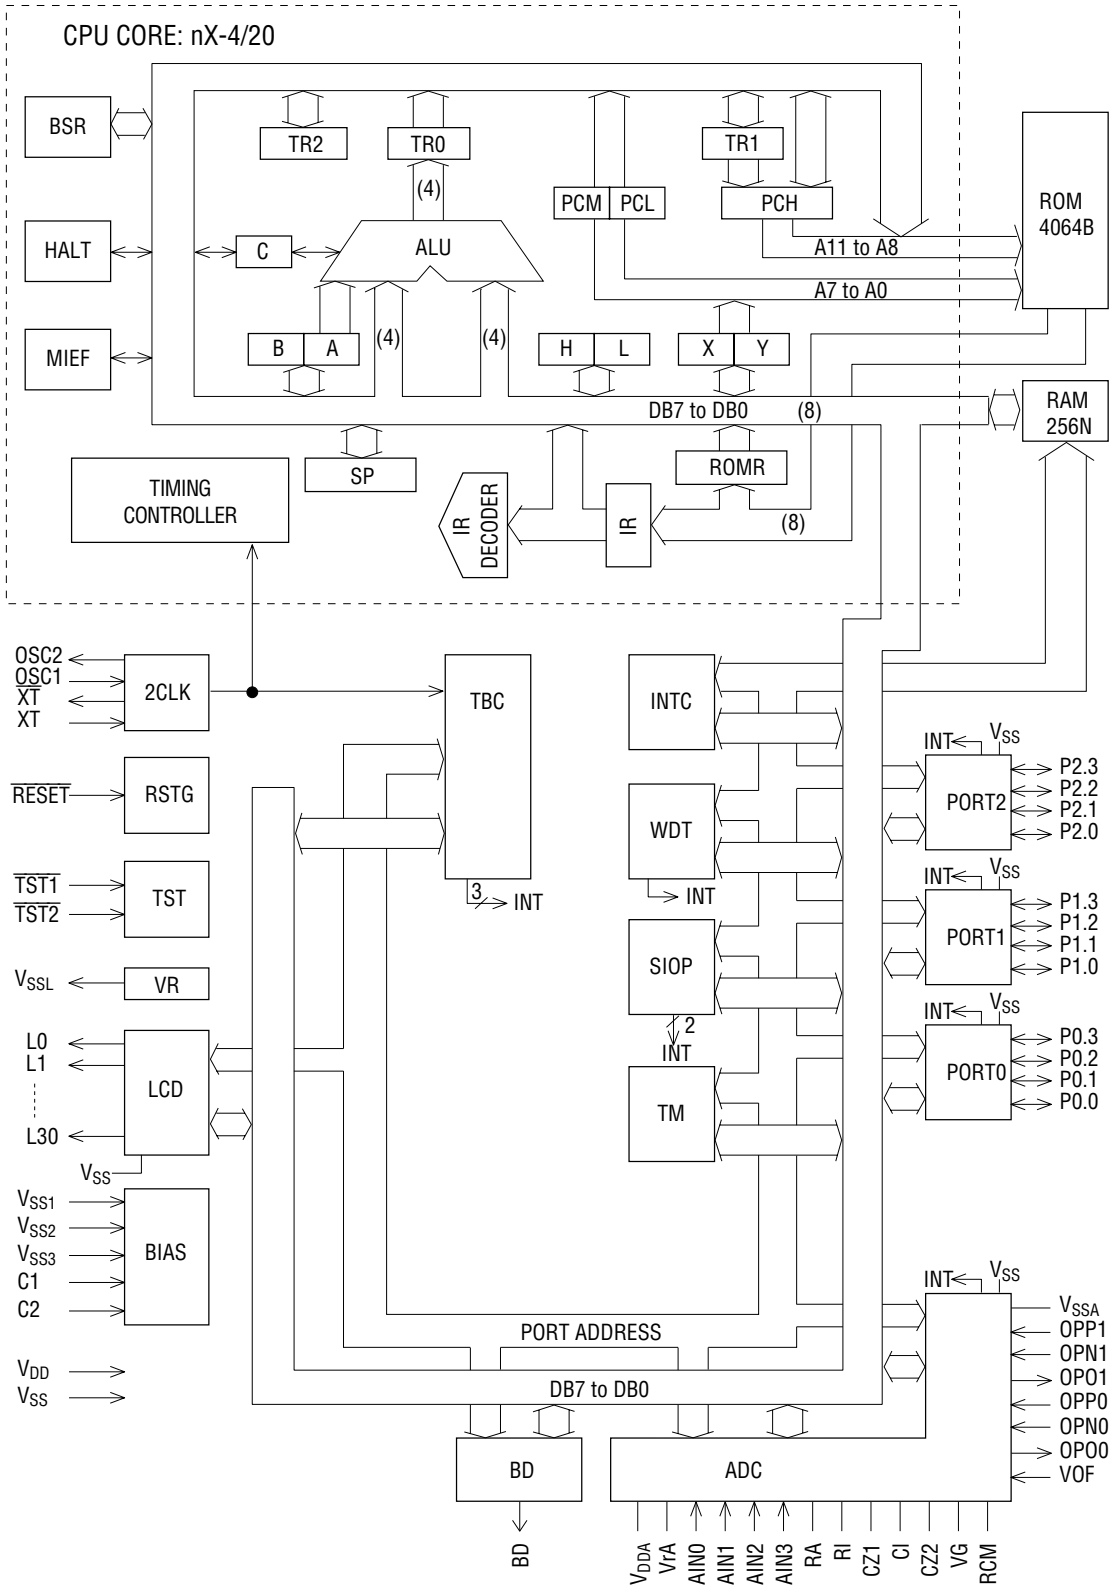 CPU CORE: nX-4/20
BSR
HALT
MIEF
TR2
TR0
TR1
(4)
PCM
PCL
PCH
ROM
4064B
C
ALU
A11 to A8
A7 to A0
B
A
(4)
(4)
H
L
X
Y
DB7 to DB0
(8)
RAM
256N
TIMING
CONTROLLER
SP
ROMR
IR
DECODER
IR
(8)
OSC2
OSC1
XT
XT
2CLK
TBC
INTC
RESET
RSTG
WDT
TST1
TST2
TST
3
INT
INT
VSSL
VR
SIOP
2
INT
L0
L1
L30
LCD
VSS
TM
VSS1
VSS2
VSS3
C1
C2
BIAS
VDD
VSS
INT
VSS
PORT2
P2.3
P2.2
P2.1
P2.0
INT
VSS
PORT1
P1.3
P1.2
P1.1
P1.0
INT
VSS
PORT0
P0.3
P0.2
P0.1
P0.0
PORT ADDRESS
DB7 to DB0
INT
VSS
VSSA
OPP1
OPN1
OPO1
OPP0
OPN0
OPO0
VOF
BD
ADC
BD
VDDA
VrA
AIN0
AIN1
AIN2
AIN3
RA
RI
CZ1
CI
CZ2
VG
RCM